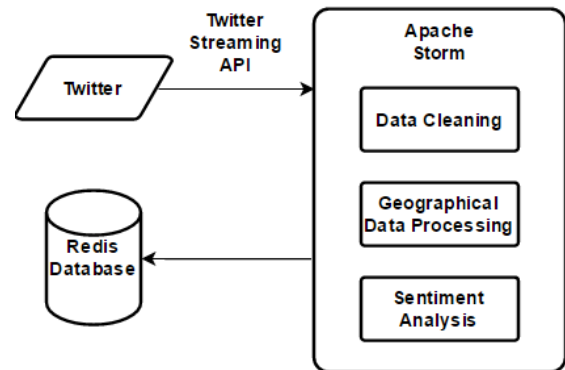 Twitter
Twitter
Streaming
API
Apache
Storm
Data Cleaning
Geographical
Data Processing
Sentiment
Analysis
Redis
Database